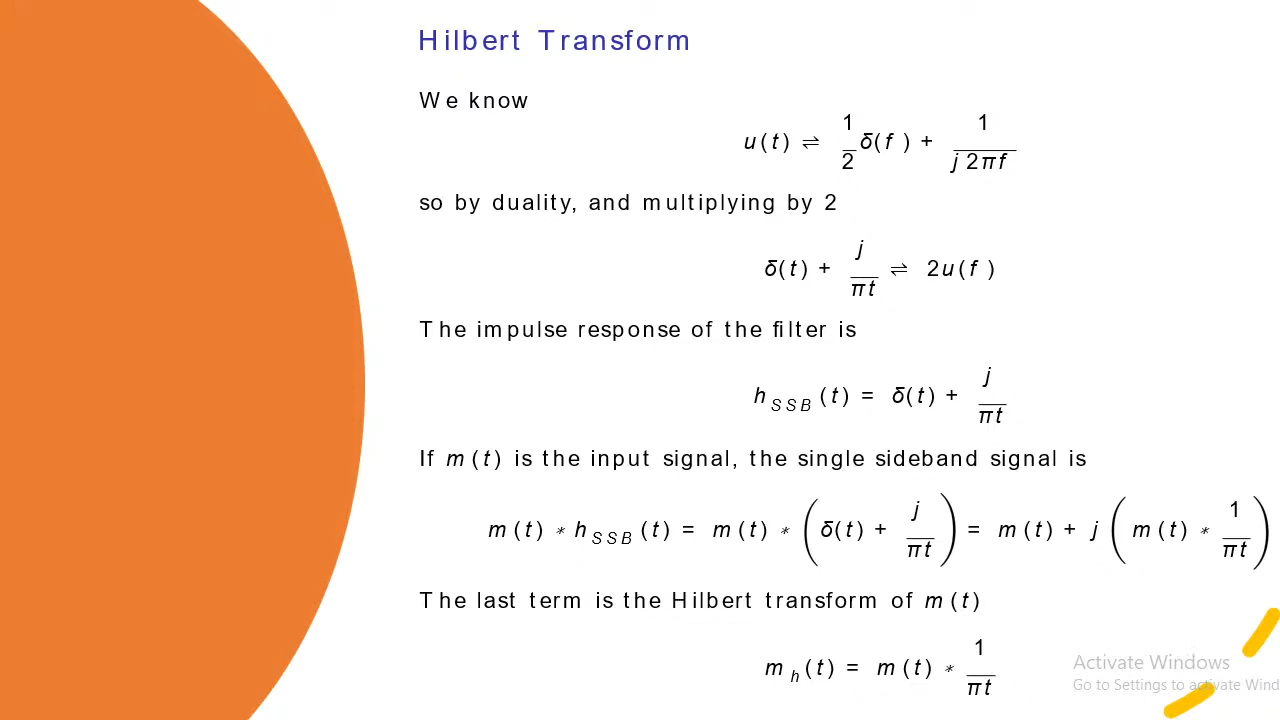 Hilbert Transform
We know
u(t) ⇌ 1/2 δ(f) + 1/(j2πf)
so by duality, and multiplying by 2
δ(t) + j/(πt) ⇌ 2u(f)
The impulse response of the filter is
h_SSB(t) = δ(t) + j/(πt)
If m(t) is the input signal, the single sideband signal is
m(t) * h_SSB(t) = m(t) * (δ(t) + j/(πt)) = m(t) + j (m(t) * 1/(πt))
The last term is the Hilbert transform of m(t)
m_h(t) = m(t) * 1/(πt)
Activate Windows
Go to Settings to activate Wind